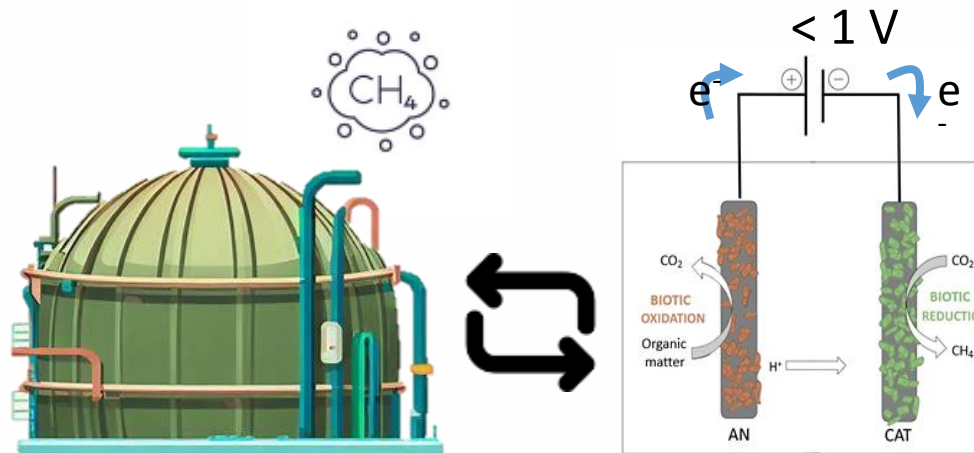 < 1 V
e-
+
−
e
-
CH₄
CO₂
BIOTIC
OXIDATION
Organic
matter
H⁺
CO₂
BIOTIC
REDUCTIO
CH₄
AN
CAT